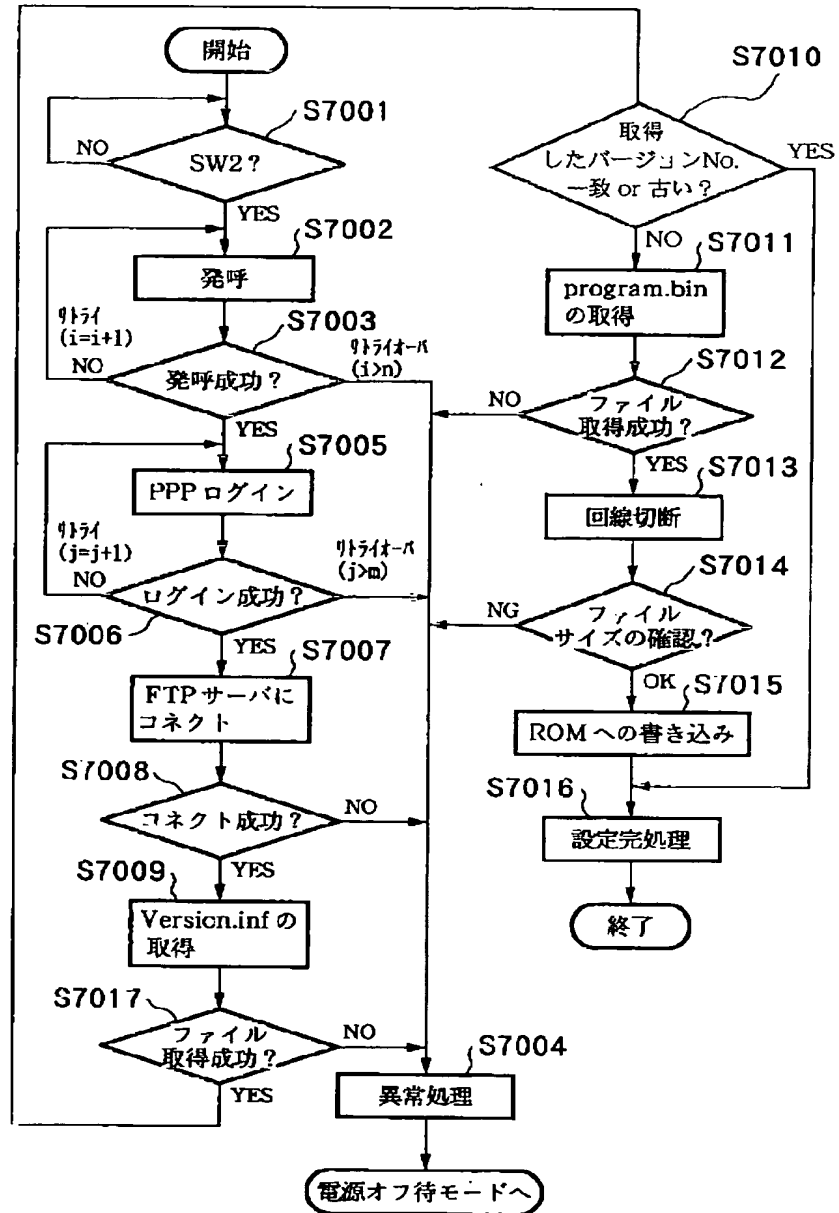 開始
S7001
SW2?
NO
YES
S7002
発呼
リトライ
(i=i+1)
NO
S7003
発呼成功?
リトライオーバ
(i>n)
YES
S7005
PPP ログイン
リトライ
(j=j+1)
NO
ログイン成功?
リトライオーバ
(j>m)
S7006
YES
S7007
FTP サーバに
コネクト
S7008
コネクト成功?
NO
YES
S7009
Version.inf の
取得
S7017
ファイル
取得成功?
NO
YES
S7004
異常処理
電源オフ待モードへ
S7010
取得
したバージョンNo.
一致 or 古い?
YES
NO
S7011
program.bin
の取得
S7012
NO
ファイル
取得成功?
YES
S7013
回線切断
S7014
NG
ファイル
サイズの確認?
OK
S7015
ROM への書き込み
S7016
設定完処理
終了